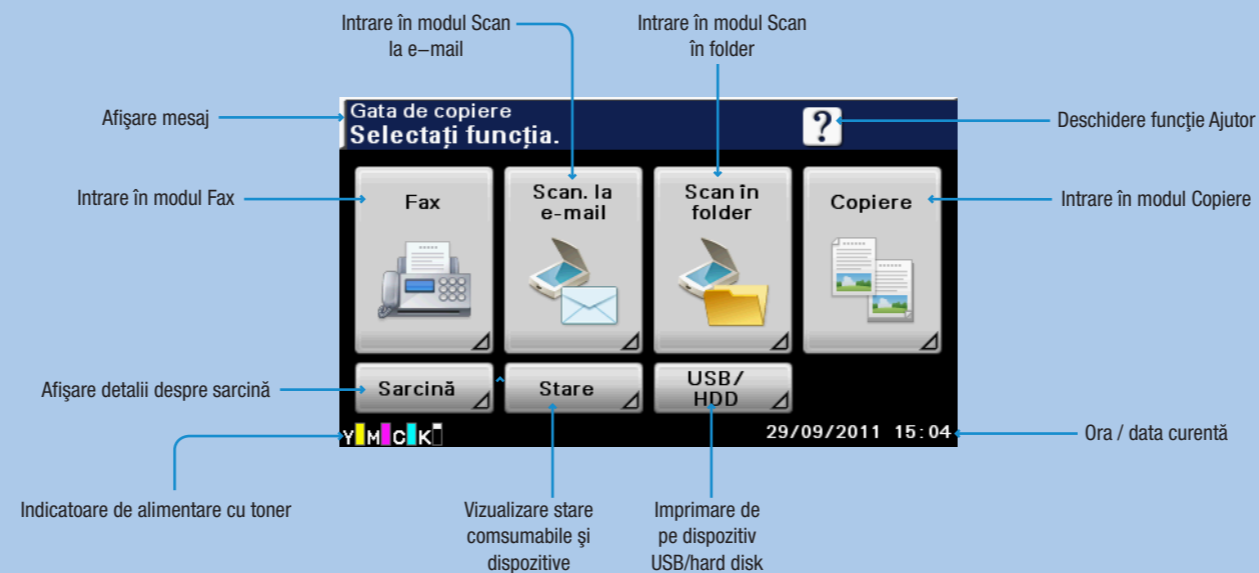 Intrare în modul Scan
la e–mail
Intrare în modul Scan
în folder
Afişare mesaj
Gata de copiere
Selectați funcția.
?
Deschidere funcţie Ajutor
Intrare în modul Fax
Fax
Scan. la
e-mail
Scan în
folder
Copiere
Intrare în modul Copiere
Afişare detalii despre sarcină
Sarcină
Stare
USB/
HDD
Y M C K
29/09/2011 15:04
Ora / data curentă
Indicatoare de alimentare cu toner
Vizualizare stare
comsumabile şi
dispozitive
Imprimare de
pe dispozitiv
USB/hard disk